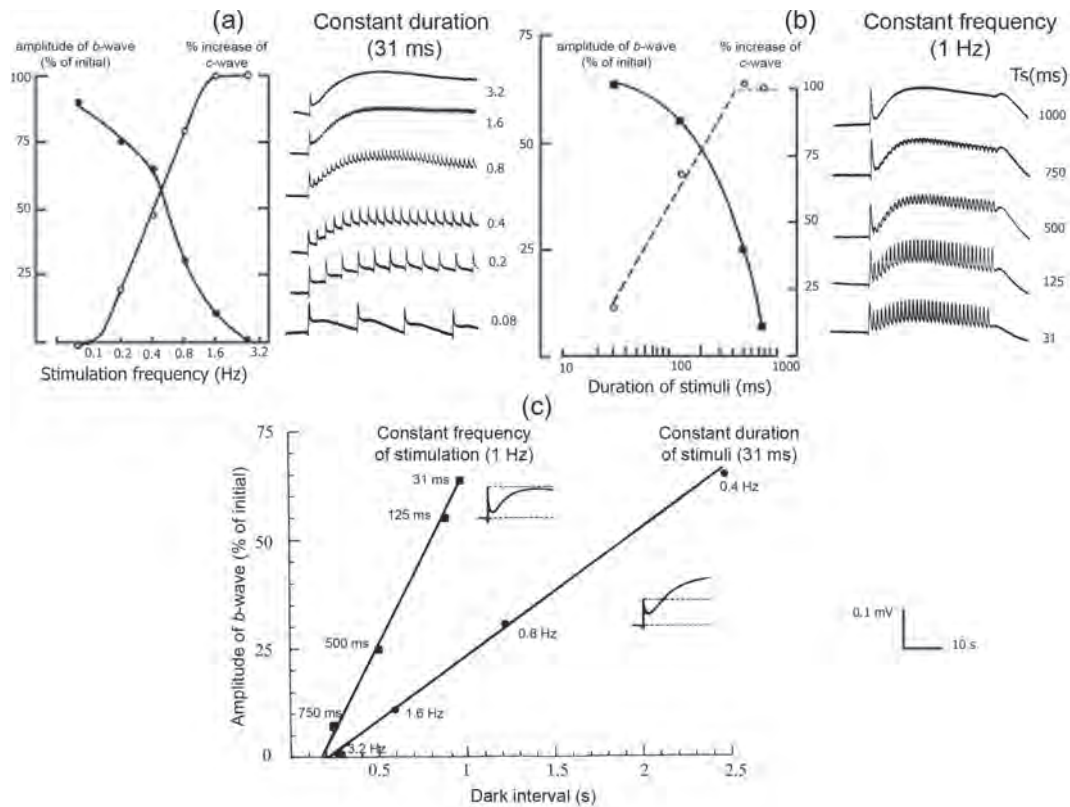 (a)
Constant duration
(31 ms)
amplitude of b-wave
(% of initial)
% increase of
c-wave
100
75
50
25
0.1 0.2 0.4 0.8 1.6 3.2
Stimulation frequency (Hz)
3.2
1.6
0.8
0.4
0.2
0.08
(b)
Constant frequency
(1 Hz)
amplitude of b-wave
(% of initial)
% increase of
c-wave
75
50
25
0
100
75
50
25
10 100 1000
Duration of stimuli (ms)
Ts(ms)
1000
750
500
125
31
(c)
Constant frequency
of stimulation (1 Hz)
Constant duration
of stimuli (31 ms)
Amplitude of b-wave (% of initial)
75
50
25
0
31 ms
125 ms
500 ms
750 ms
0.4 Hz
0.8 Hz
1.6 Hz
3.2 Hz
0.5 1 1.5 2 2.5
Dark interval (s)
0.1 mV
10 s